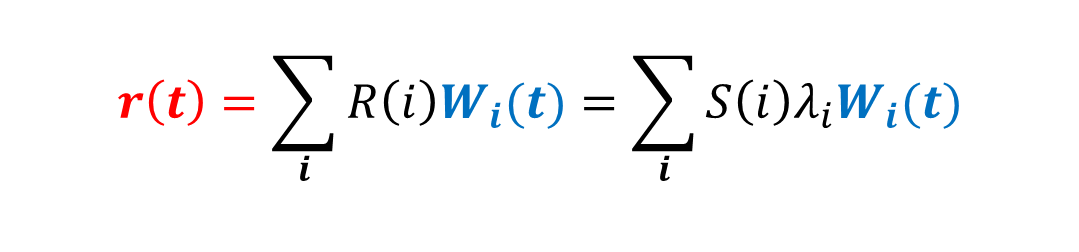 r(t) = ∑ᵢ R(i)Wᵢ(t) = ∑ᵢ S(i)λᵢWᵢ(t)